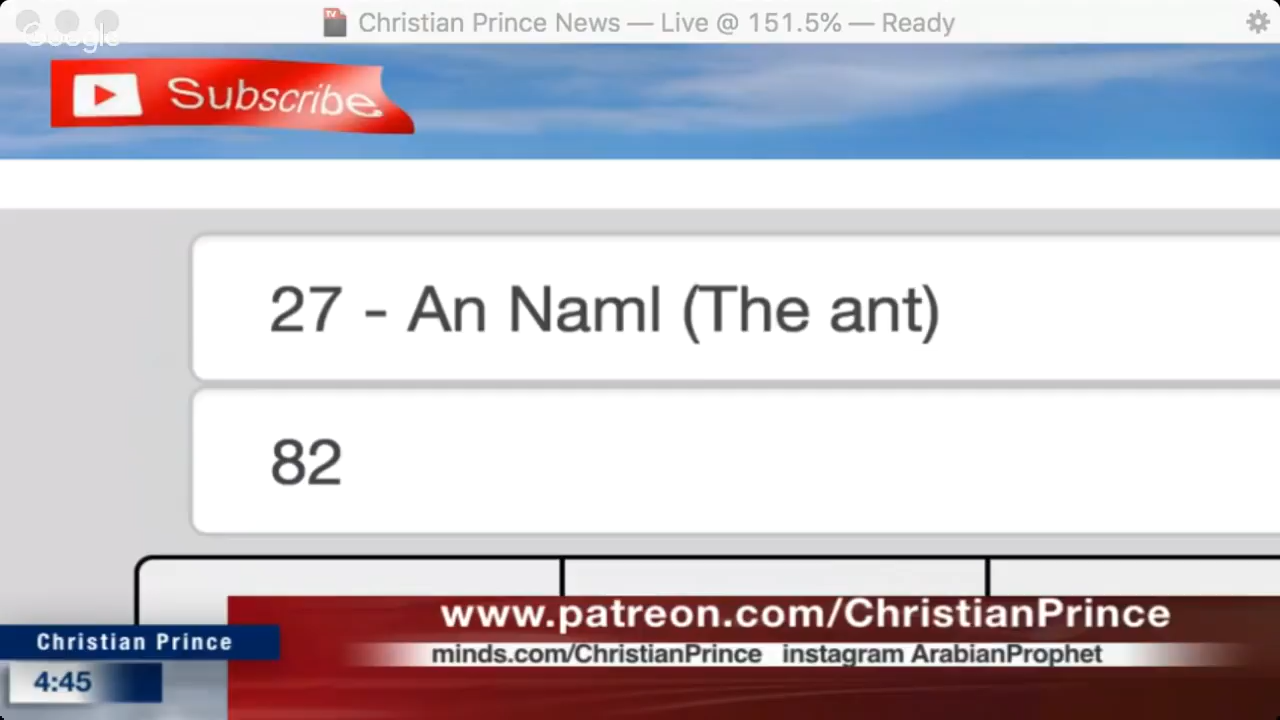 Christian Prince News — Live @ 151.5% — Ready
Google
TV
Subscribe
27 - An Naml (The ant)
82
www.patreon.com/ChristianPrince
Christian Prince
minds.com/ChristianPrince instagram ArabianProphet
4:45